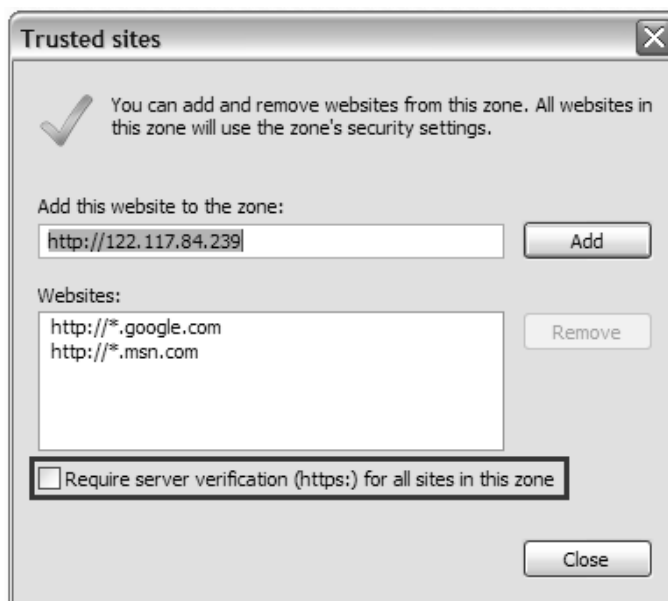 Trusted sites
You can add and remove websites from this zone. All websites in
this zone will use the zone's security settings.
Add this website to the zone:
http://122.117.84.239
Add
Websites:
http://*.google.com
http://*.msn.com
Remove
Require server verification (https:) for all sites in this zone
Close